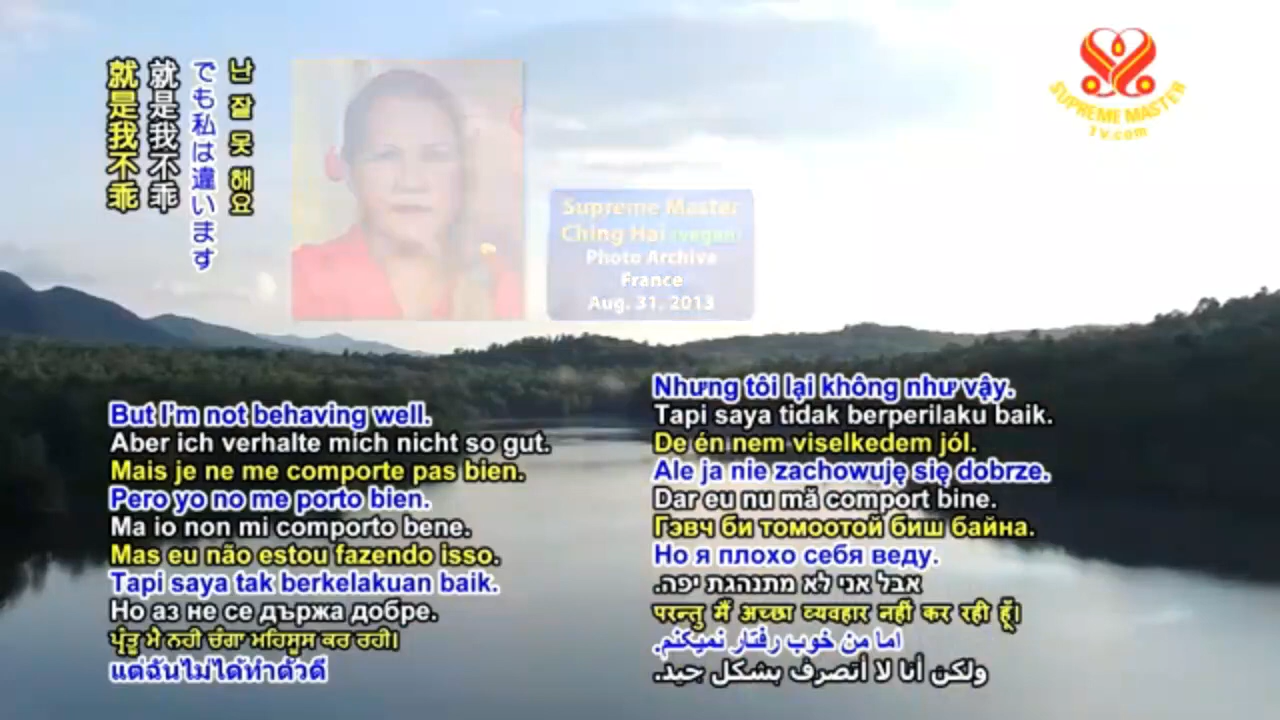 就是我不乖
就是我不乖
でも私は違います
난 잘 못 해요
SUPREME MASTER
TV.com
Supreme Master
Ching Hai (vegan)
Photo Archive
France
Aug. 31, 2013
But I'm not behaving well.
Aber ich verhalte mich nicht so gut.
Mais je ne me comporte pas bien.
Pero yo no me porto bien.
Ma io non mi comporto bene.
Mas eu não estou fazendo isso.
Tapi saya tak berkelakuan baik.
Но аз не се държа добре.
ਪ੍ਰੰਤੂ ਮੈ ਨਹੀ ਚੰਗਾ ਮਹਿਸੂਸ ਕਰ ਰਹੀ।
แต่ฉันไม่ได้ทำตัวดี
Nhưng tôi lại không như vậy.
Tapi saya tidak berperilaku baik.
De én nem viselkedem jól.
Ale ja nie zachowuję się dobrze.
Dar eu nu mă comport bine.
Гэвч би томоотой биш байна.
Но я плохо себя веду.
אבל אני לא מתנהגת יפה.
परन्तु मैं अच्छा व्यवहार नहीं कर रही हूँ।
اما من خوب رفتار نمیکنم.
ولكن أنا لا أتصرف بشكل جيد.